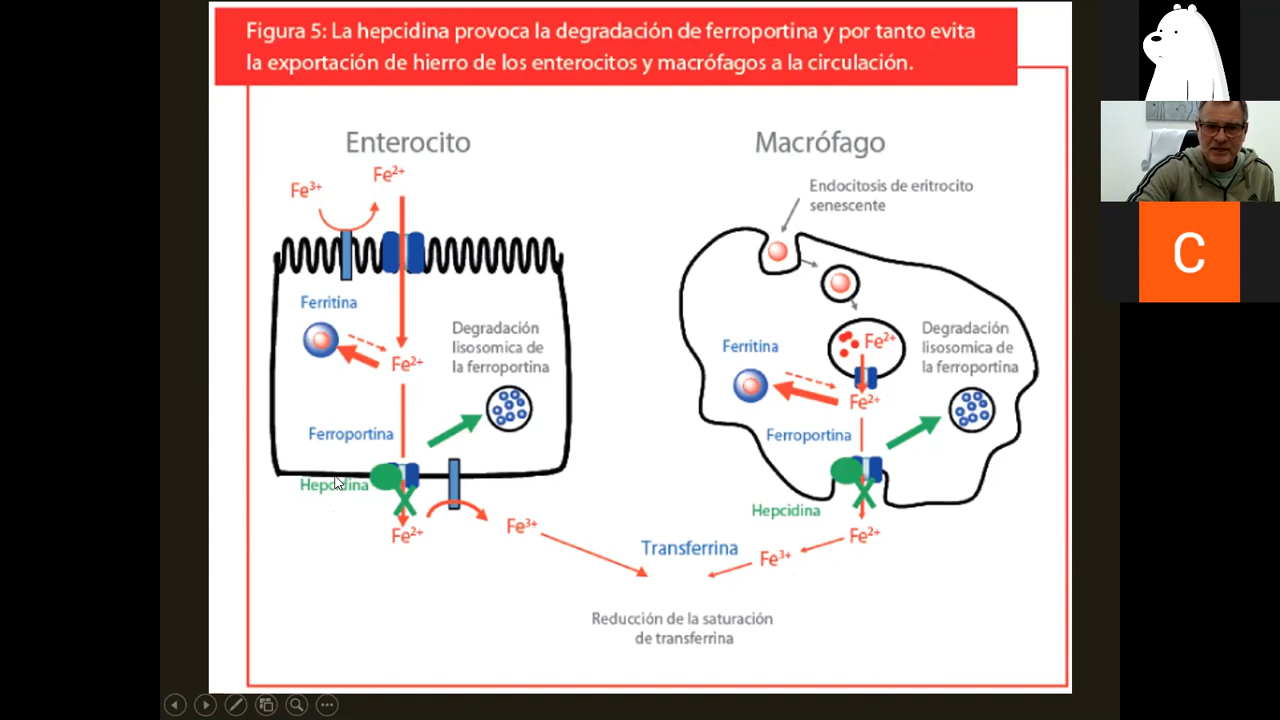 Figura 5: La hepcidina provoca la degradación de ferroportina y por tanto evita
la exportación de hierro de los enterocitos y macrófagos a la circulación.
Enterocito
Fe³⁺
Fe²⁺
Ferritina
Fe²⁺
Degradación
lisosomica de
la ferroportina
Ferroportina
Hepcidina
Fe²⁺
Fe³⁺
Macrófago
Endocitosis de eritrocito
senescente
Fe²⁺
Ferritina
Fe²⁺
Degradación
lisosomica de
la ferroportina
Ferroportina
Hepcidina
Fe²⁺
Fe³⁺
Transferrina
Reducción de la saturación
de transferrina
C